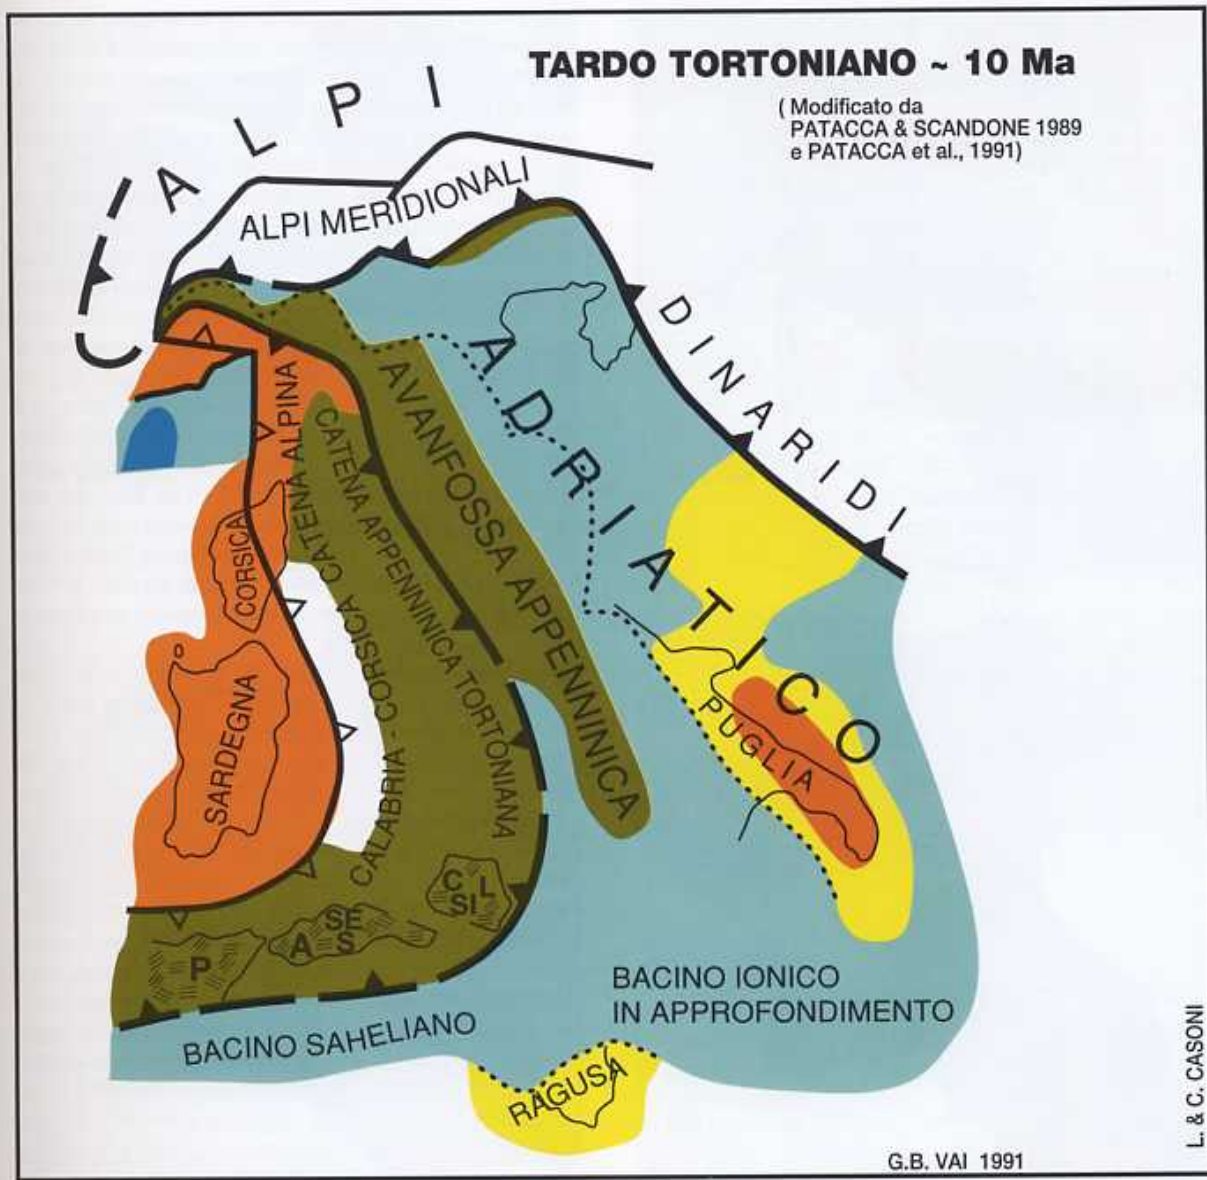 TARDO TORTONIANO ~ 10 Ma
( Modificato da
PATACCA & SCANDONE 1989
e PATACCA et al., 1991)
ALPI
ALPI MERIDIONALI
DINARIDI
ADRIATICO
AVANFOSSA APPENNINICA
CATENA ALPINA
CATENA APPENNINICA TORTONIANA
CALABRIA - CORSICA CATENA ALPINA
CORSICA
SARDEGNA
PUGLIA
C L
SI
SE
A S
P
BACINO IONICO
IN APPROFONDIMENTO
BACINO SAHELIANO
RAGUSA
G.B. VAI 1991
L. & C. CASONI